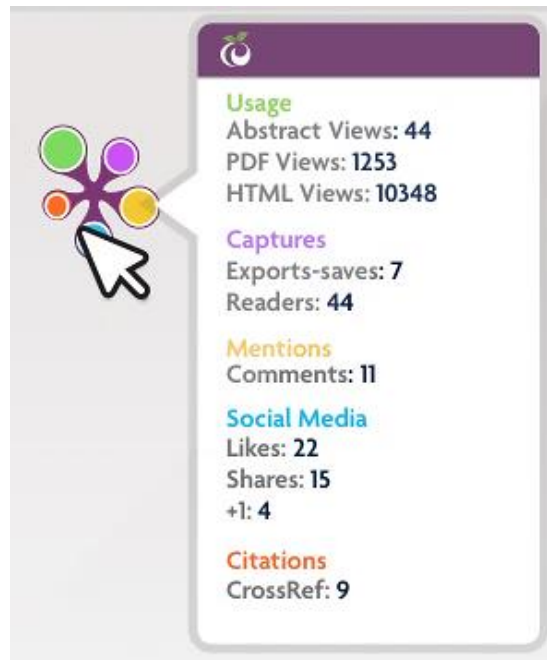 Usage
Abstract Views: 44
PDF Views: 1253
HTML Views: 10348
Captures
Exports-saves: 7
Readers: 44
Mentions
Comments: 11
Social Media
Likes: 22
Shares: 15
+1: 4
Citations
CrossRef: 9